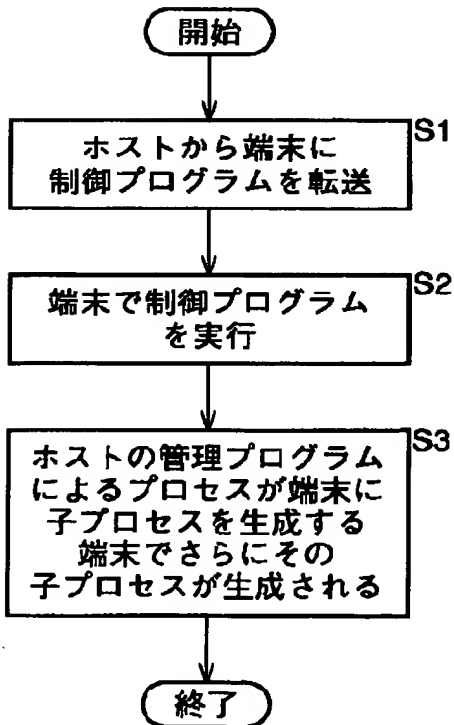 開始
S1
ホストから端末に
制御プログラムを転送
S2
端末で制御プログラム
を実行
S3
ホストの管理プログラム
によるプロセスが端末に
子プロセスを生成する
端末でさらにその
子プロセスが生成される
終了